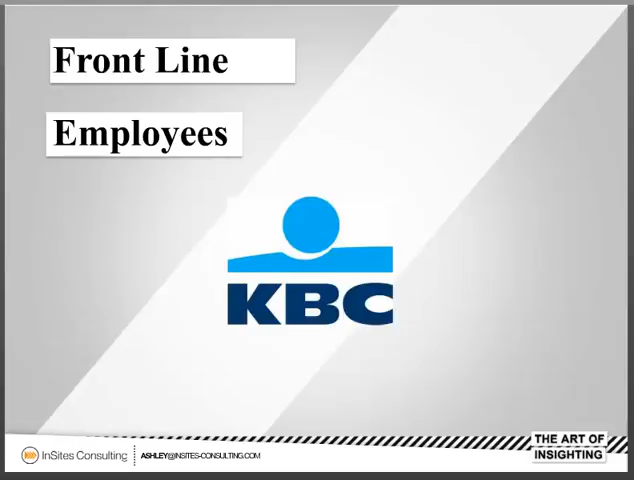 Front Line
Employees
KBC
InSites Consulting
ASHLEY@INSITES-CONSULTING.COM
THE ART OF
INSIGHTING